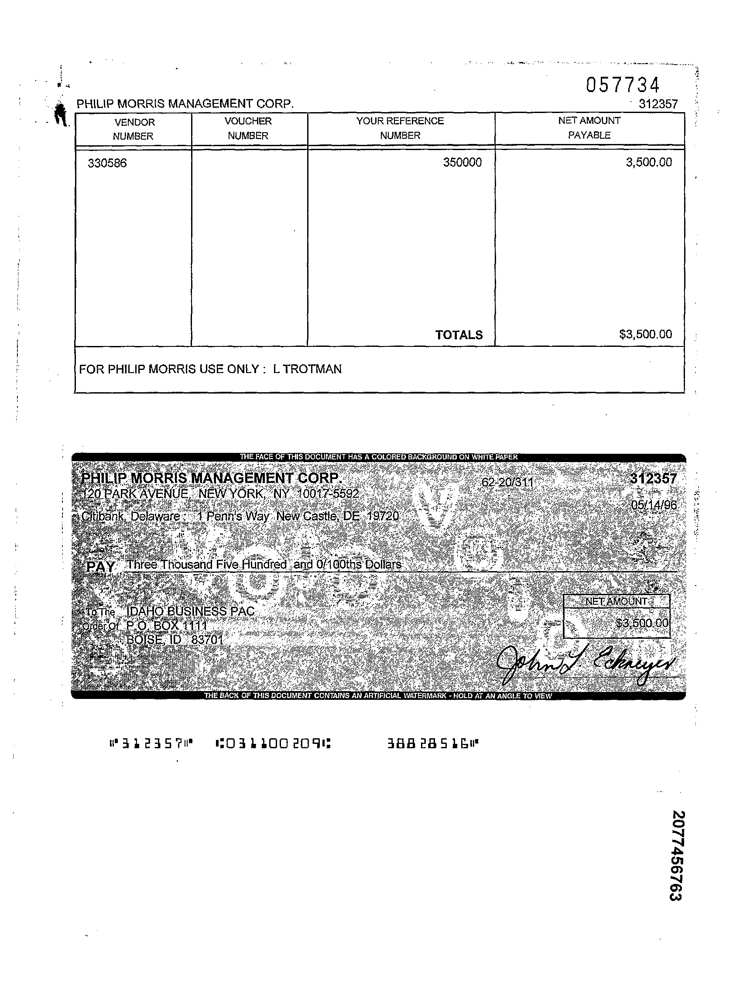 057734
PHILIP MORRIS MANAGEMENT CORP. 312357
VENDOR NUMBER VOUCHER NUMBER YOUR REFERENCE NUMBER NET AMOUNT PAYABLE
330586 350000 3,500.00
TOTALS $3,500.00
FOR PHILIP MORRIS USE ONLY : L TROTMAN
THE FACE OF THIS DOCUMENT HAS A COLORED BACKGROUND ON WHITE PAPER
PHILIP MORRIS MANAGEMENT CORP. 62-20/311 312357
120 PARK AVENUE, NEW YORK, NY 10017-5592 05/14/96
Citibank, Delaware : 1 Penn's Way New Castle, DE 19720
PAY Three Thousand Five Hundred and 0/100ths Dollars
NET AMOUNT
To The IDAHO BUSINESS PAC
Order Of P.O. BOX 1111 $3,500.00
BOISE, ID 83701
John L. Eckmeyer
THE BACK OF THIS DOCUMENT CONTAINS AN ARTIFICIAL WATERMARK - HOLD AT AN ANGLE TO VIEW
⑈312357⑈ ⑆031100209⑆ 38828516⑈
2077456763